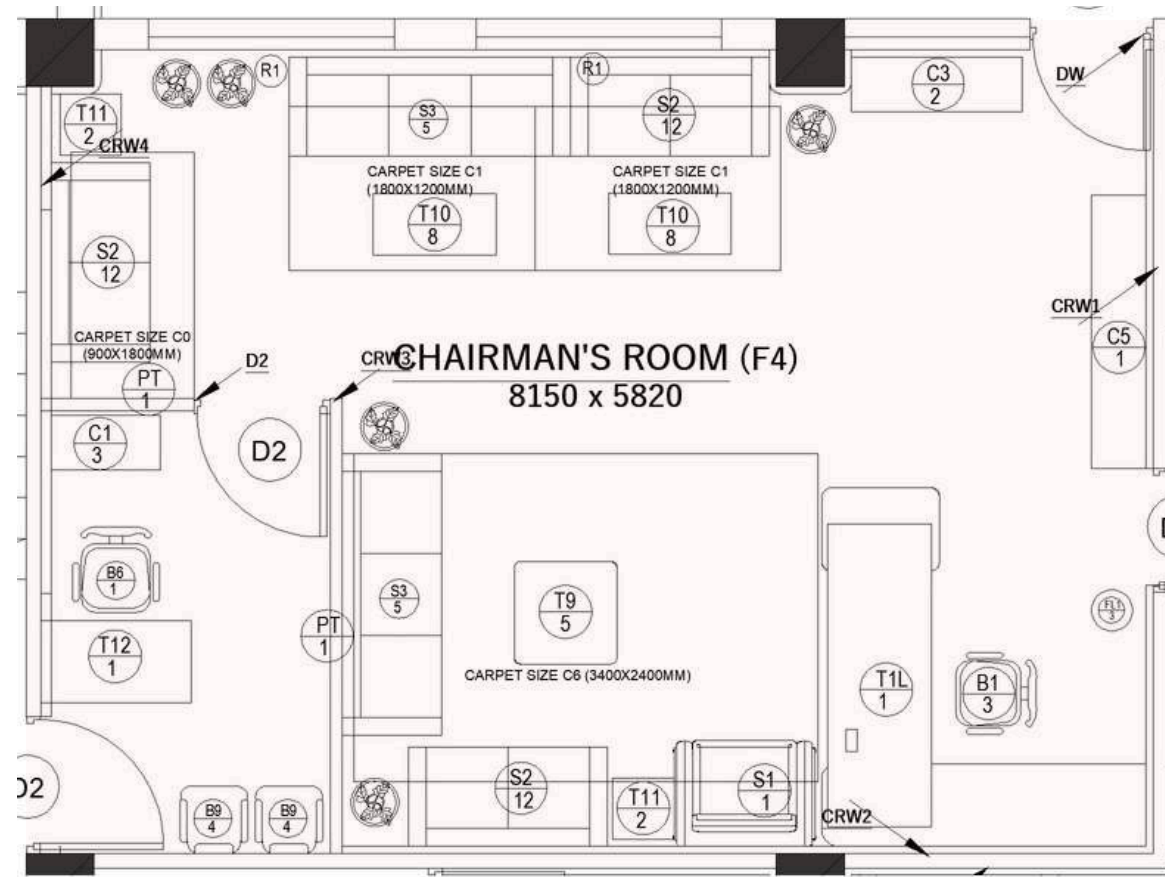 R1
R1
C3
2
DW
T11
2
S3
5
S2
12
CRW4
CARPET SIZE C1
(1800X1200MM)
CARPET SIZE C1
(1800X1200MM)
T10
8
T10
8
S2
12
CRW1
CARPET SIZE C0
(900X1800MM)
C5
1
D2
CRW3
CHAIRMAN'S ROOM (F4)
8150 x 5820
PT
1
C1
3
D2
B6
1
S3
5
T9
5
FL1
3
PT
1
T12
1
CARPET SIZE C6 (3400X2400MM)
T1L
1
B1
3
D2
S2
12
T11
2
S1
1
B9
4
B9
4
CRW2